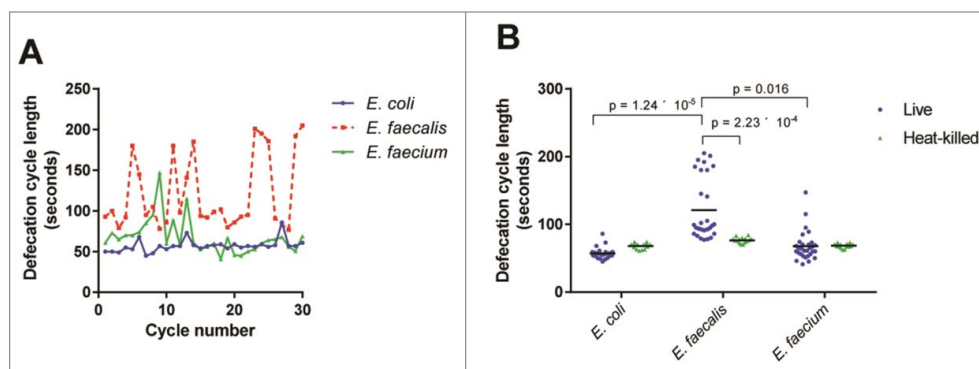 A
Defecation cycle length
(seconds)
250
200
150
100
50
0
0
10
20
30
Cycle number
E. coli
E. faecalis
E. faecium
B
Defecation cycle length
(seconds)
300
200
100
0
p = 1.24 ´ 10-5
p = 0.016
p = 2.23 ´ 10-4
Live
Heat-killed
E. coli
E. faecalis
E. faecium